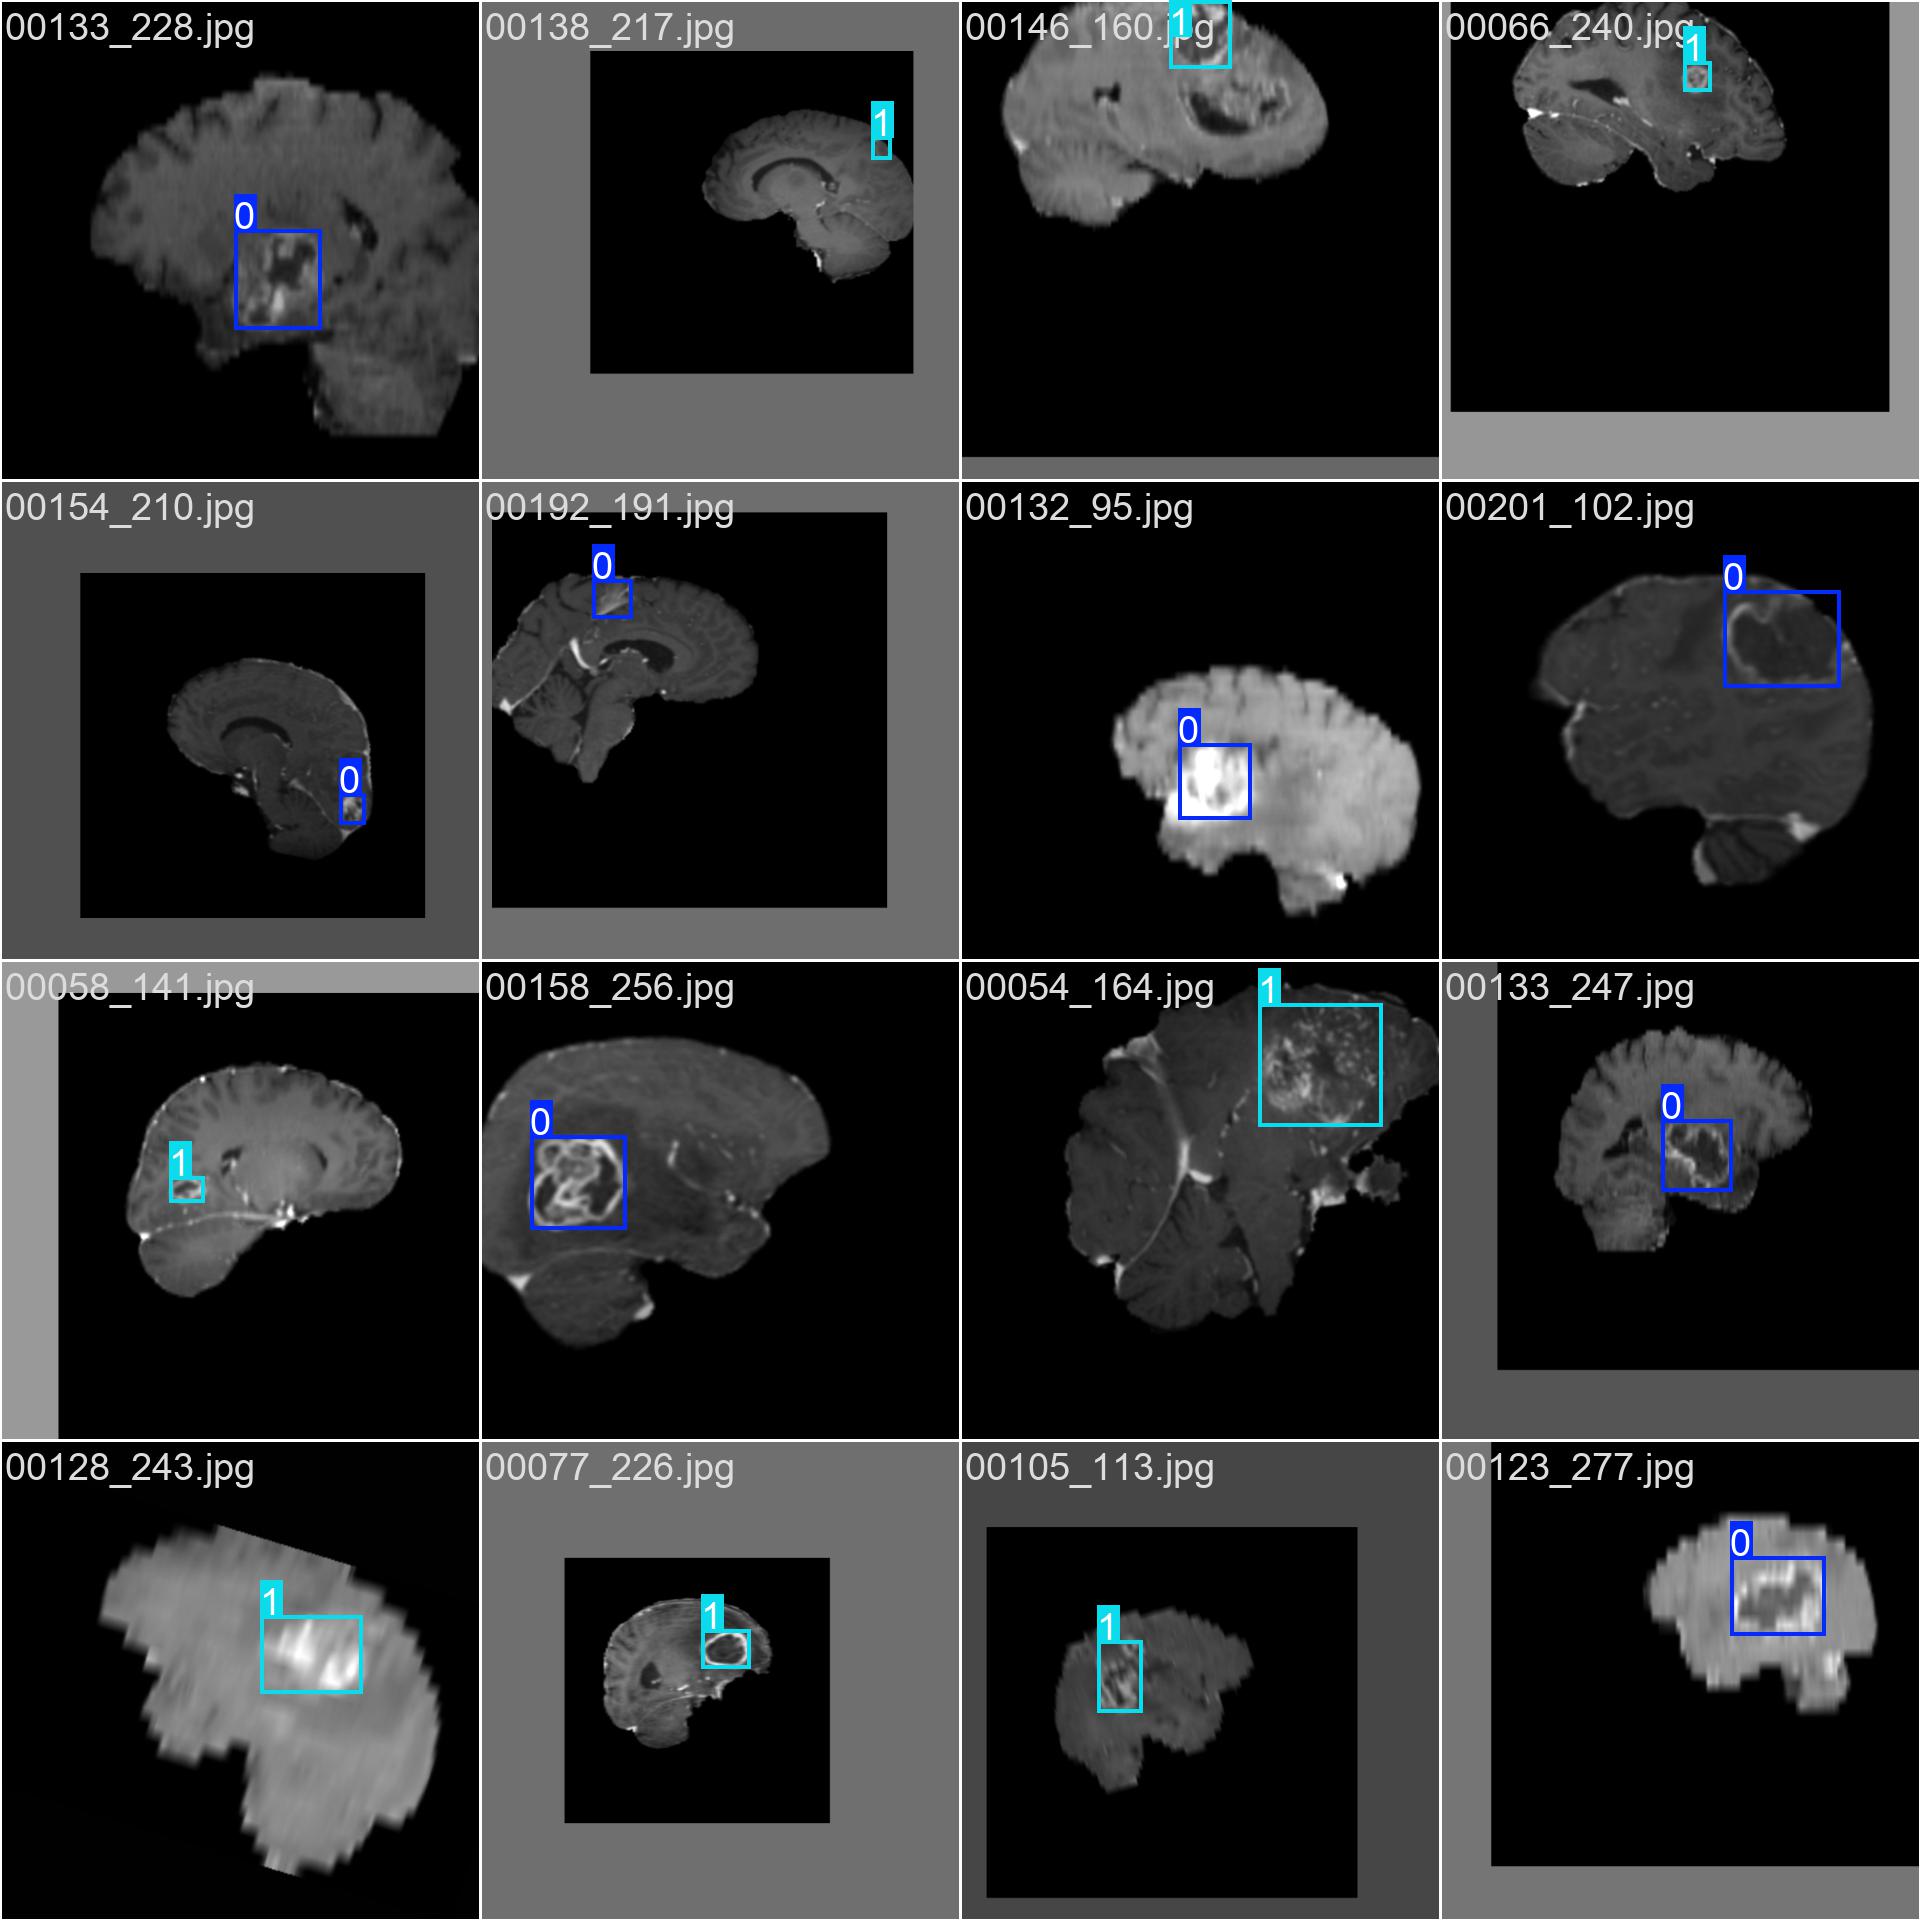 00133_228.jpg
00138_217.jpg
00146_160.jpg
00066_240.jpg
0
1
1
1
00154_210.jpg
00192_191.jpg
00132_95.jpg
00201_102.jpg
0
0
0
0
00058_141.jpg
00158_256.jpg
00054_164.jpg
00133_247.jpg
1
0
1
0
00128_243.jpg
00077_226.jpg
00105_113.jpg
00123_277.jpg
1
1
1
0